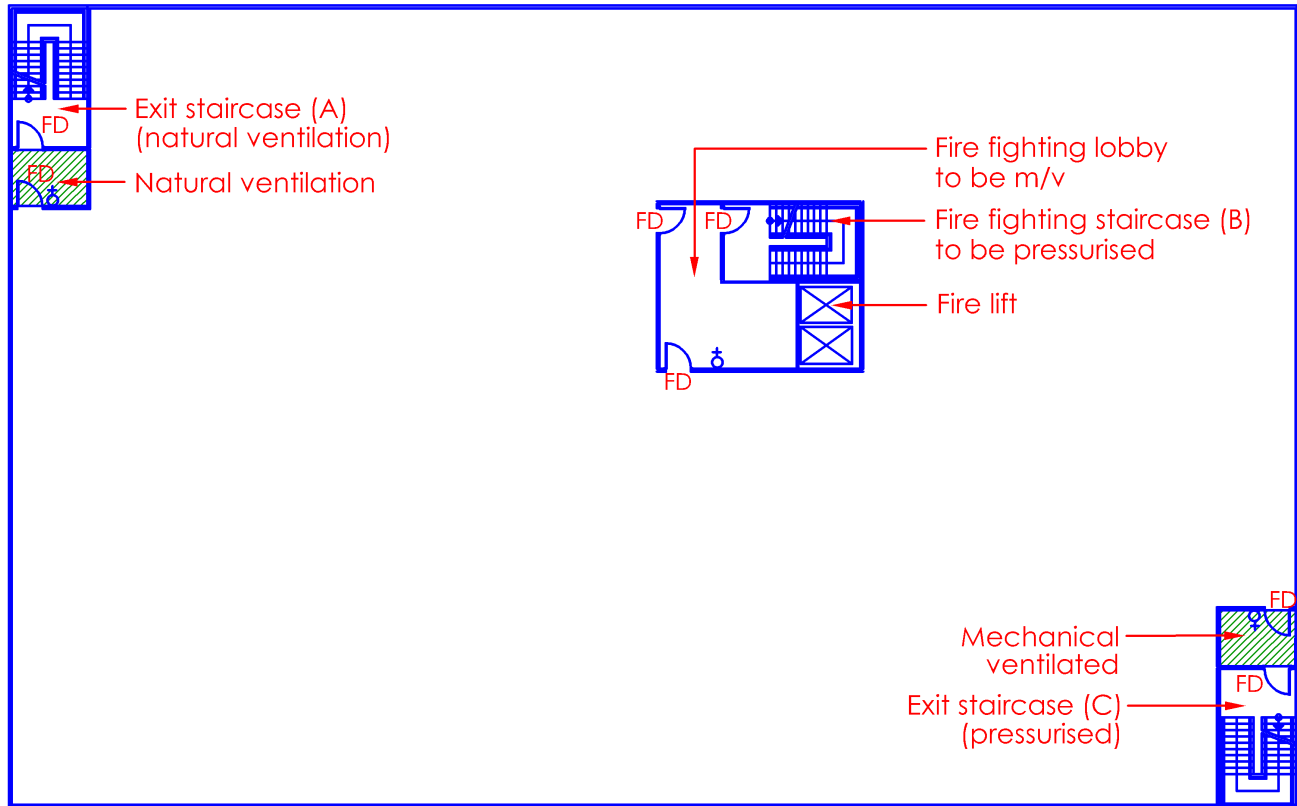 Exit staircase (A)
(natural ventilation)
FD
FD
Natural ventilation
Fire fighting lobby
to be m/v
FD
FD
Fire fighting staircase (B)
to be pressurised
Fire lift
FD
FD
Mechanical
ventilated
FD
Exit staircase (C)
(pressurised)